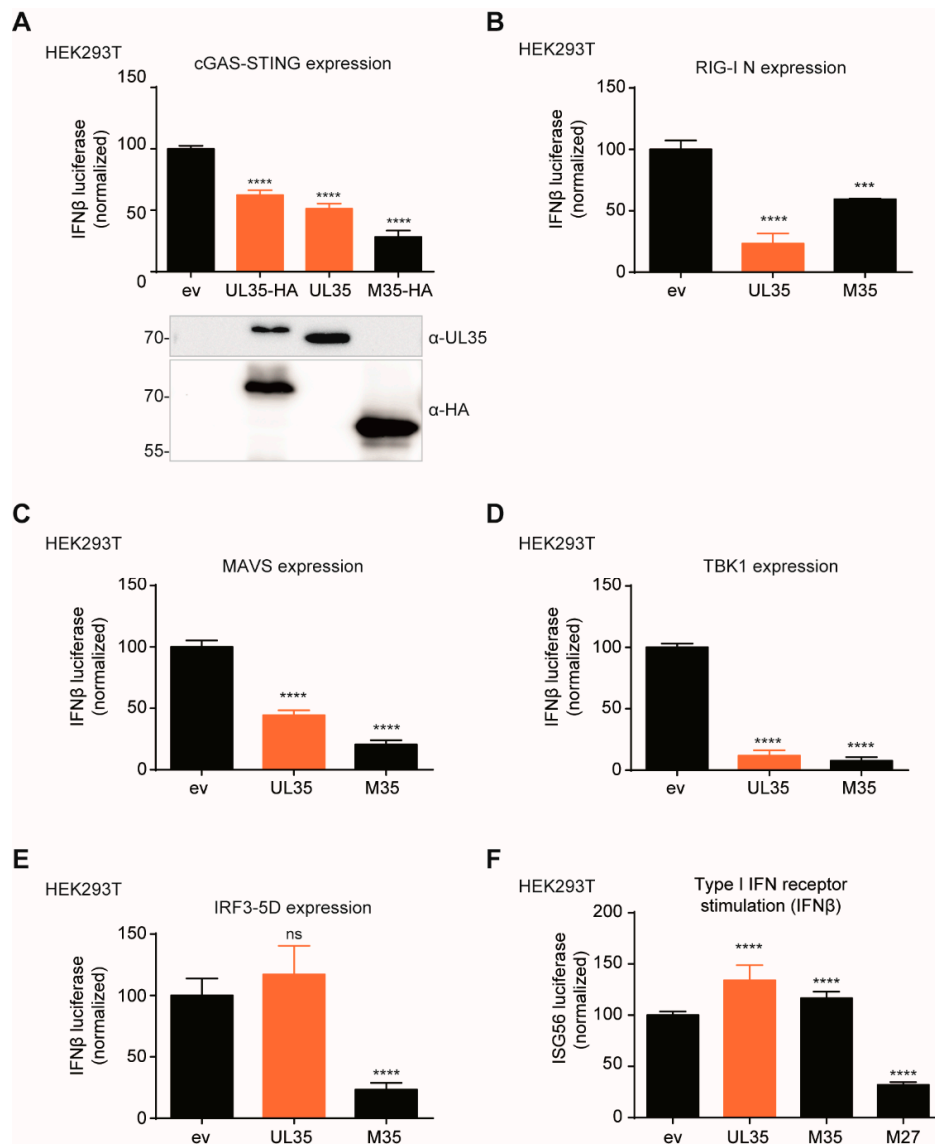 A
HEK293T
cGAS-STING expression
IFNβ luciferase
(normalized)
150
100
50
0
****
****
****
ev UL35-HA UL35 M35-HA
70-
α-UL35
70-
55-
α-HA
B
HEK293T
RIG-I N expression
IFNβ luciferase
(normalized)
150
100
50
0
****
***
ev UL35 M35
C
HEK293T
MAVS expression
IFNβ luciferase
(normalized)
150
100
50
0
****
****
ev UL35 M35
D
HEK293T
TBK1 expression
IFNβ luciferase
(normalized)
150
100
50
0
****
****
ev UL35 M35
E
HEK293T
IRF3-5D expression
IFNβ luciferase
(normalized)
150
100
50
0
ns
****
ev UL35 M35
F
HEK293T
Type I IFN receptor
stimulation (IFNβ)
ISG56 luciferase
(normalized)
200
150
100
50
0
****
****
****
ev UL35 M35 M27